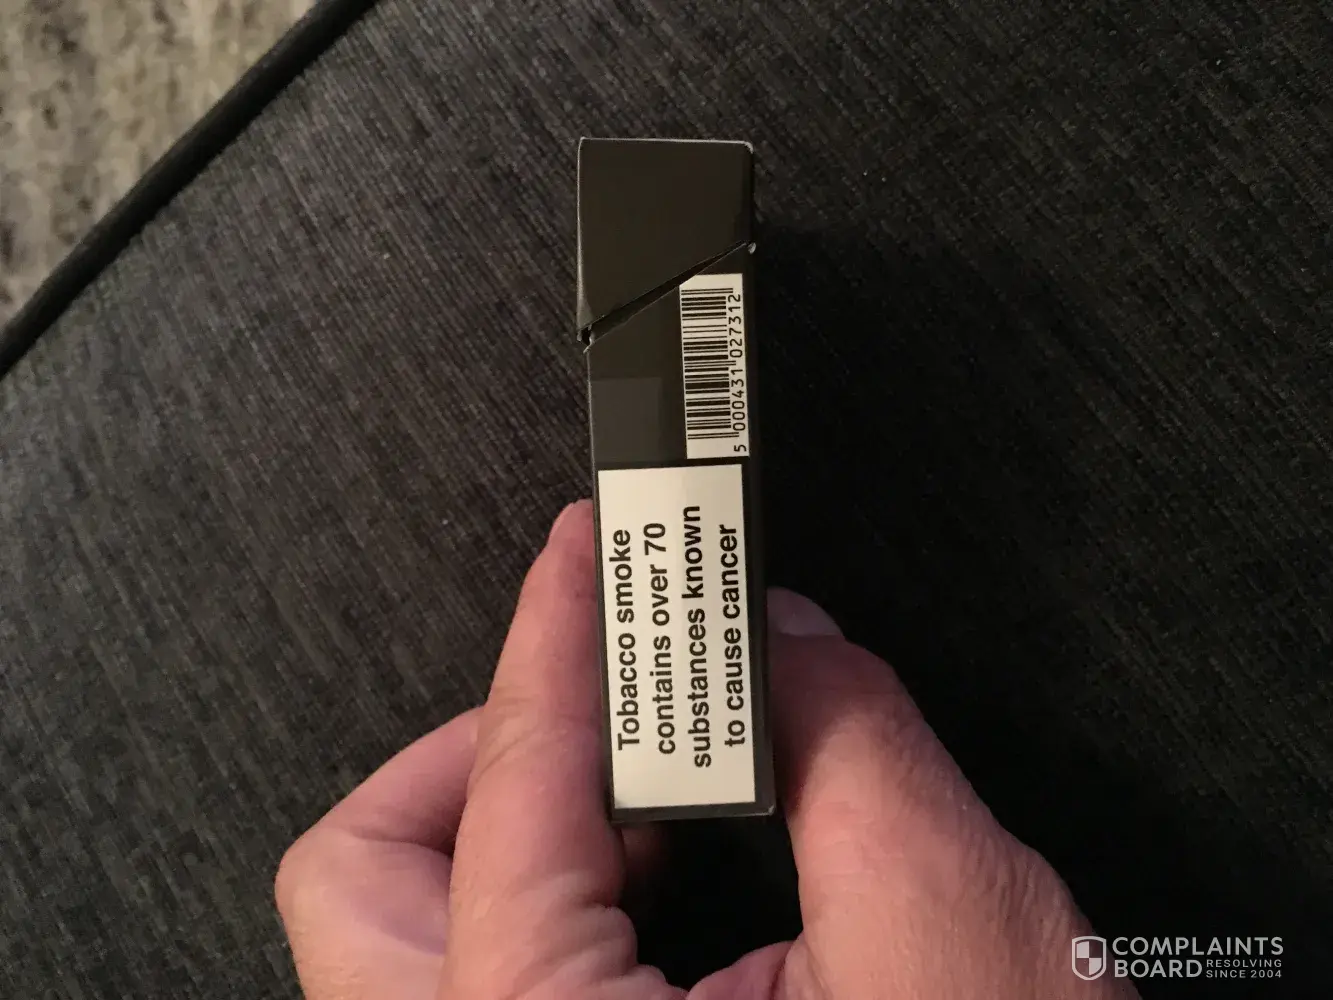 5 000431 027312
Tobacco smoke
contains over 70
substances known
to cause cancer
COMPLAINTS
BOARD RESOLVING
SINCE 2004